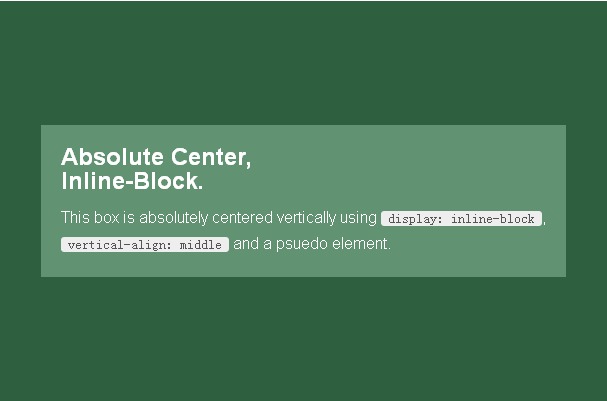 Absolute Center,
Inline-Block.
This box is absolutely centered vertically using display: inline-block,
vertical-align: middle and a psuedo element.